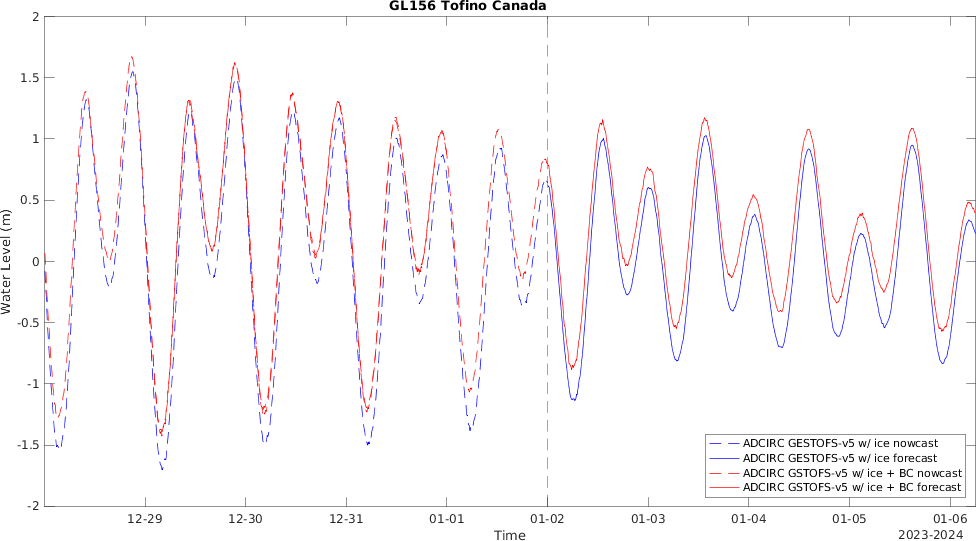 GL156 Tofino Canada
2
1.5
1
0.5
0
-0.5
-1
-1.5
-2
Water Level (m)
12-29
12-30
12-31
01-01
01-02
01-03
01-04
01-05
01-06
Time
2023-2024
ADCIRC GESTOFS-v5 w/ ice nowcast
ADCIRC GESTOFS-v5 w/ ice forecast
ADCIRC GSTOFS-v5 w/ ice + BC nowcast
ADCIRC GSTOFS-v5 w/ ice + BC forecast